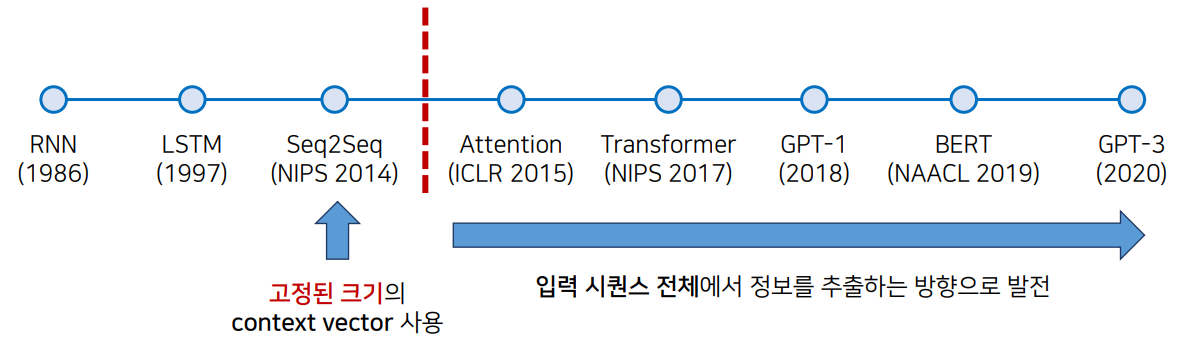 RNN
(1986)
LSTM
(1997)
Seq2Seq
(NIPS 2014)
Attention
(ICLR 2015)
Transformer
(NIPS 2017)
GPT-1
(2018)
BERT
(NAACL 2019)
GPT-3
(2020)
고정된 크기의
context vector 사용
입력 시퀀스 전체에서 정보를 추출하는 방향으로 발전